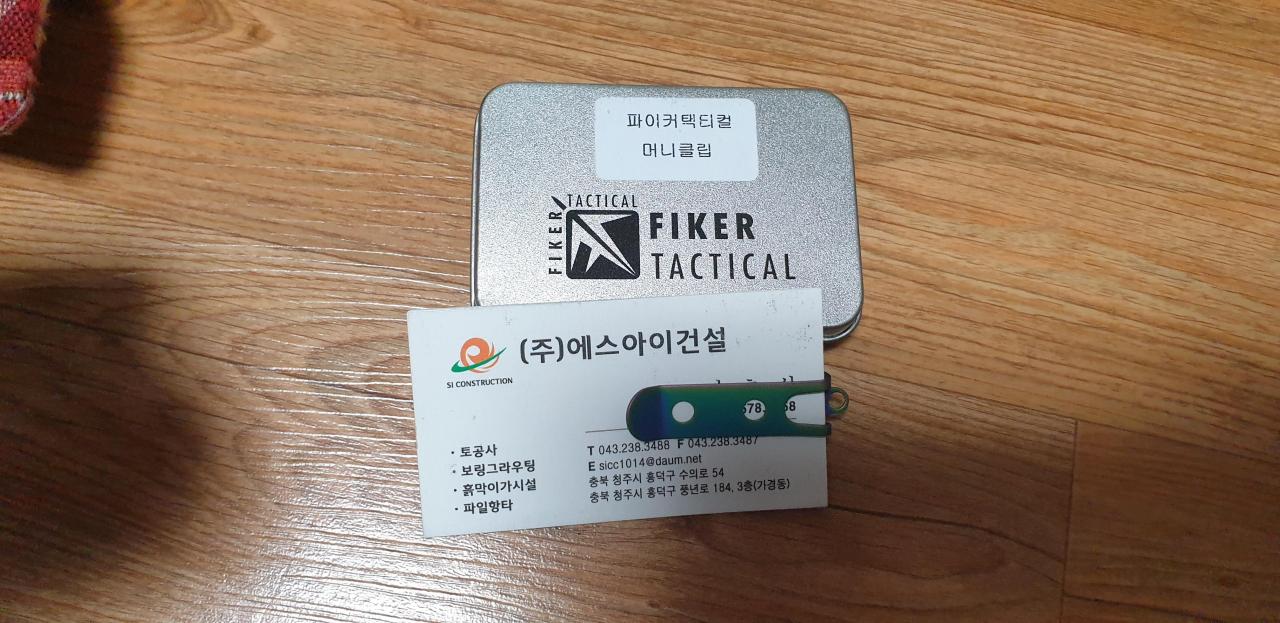 파이커택티컬
머니클립
TACTICAL
FIKER
FIKER
TACTICAL
(주)에스아이건설
SI CONSTRUCTION
578.
58
· 토공사
· 보링그라우팅
· 흙막이가시설
· 파일항타
T 043.238.3488 F 043.238.3487
E sicc1014@daum.net
충북 청주시 흥덕구 수의로 54
충북 청주시 흥덕구 풍년로 184, 3층(가경동)